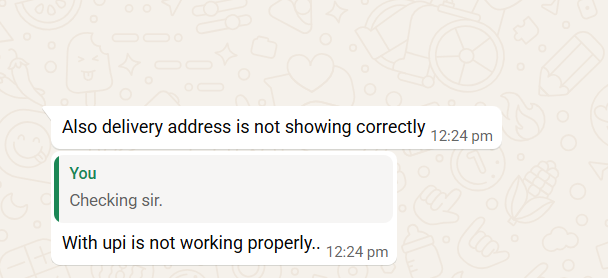 Also delivery address is not showing correctly 12:24 pm
You
Checking sir.
With upi is not working properly.. 12:24 pm